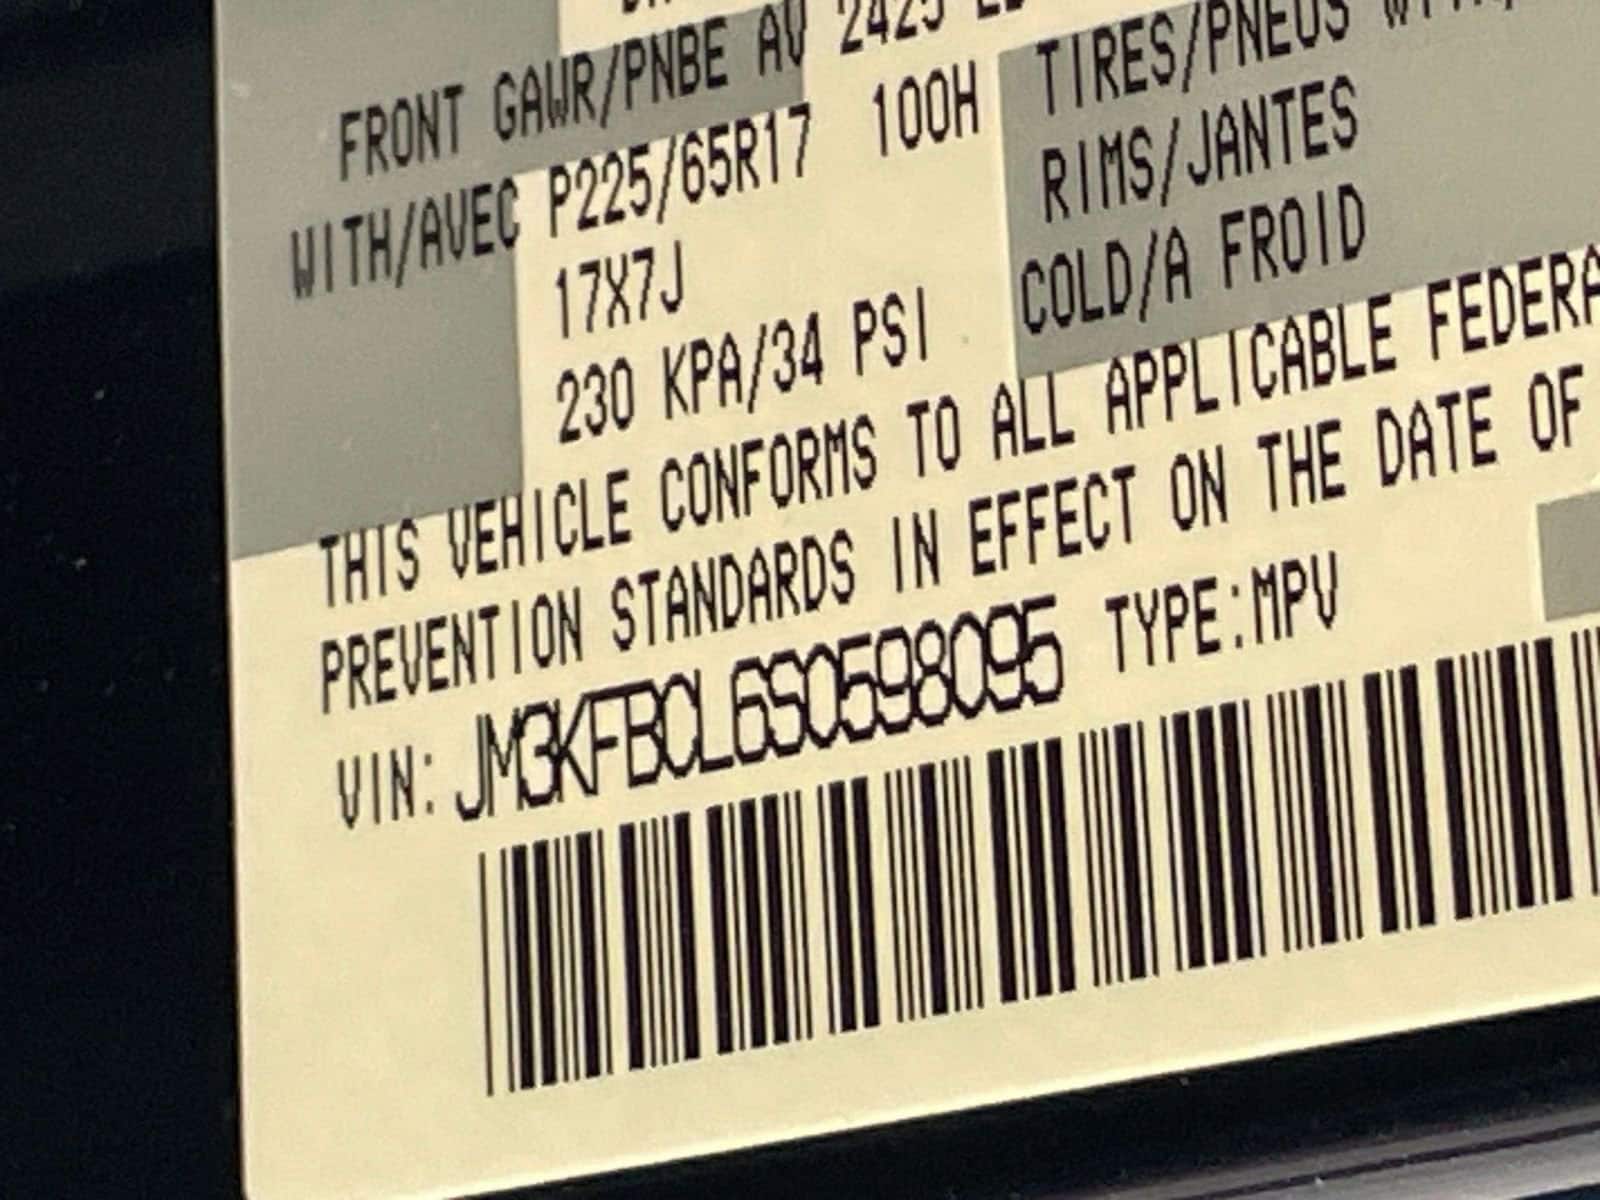 FRONT GAWR/PNBE AV 2425
WITH/AVEC P225/65R17 100H TIRES/PNEUS
17X7J RIMS/JANTES
230 KPA/34 PSI COLD/A FROID
THIS VEHICLE CONFORMS TO ALL APPLICABLE FEDERA
PREVENTION STANDARDS IN EFFECT ON THE DATE OF
VIN: JM3KFBCL6S0598095 TYPE:MPV